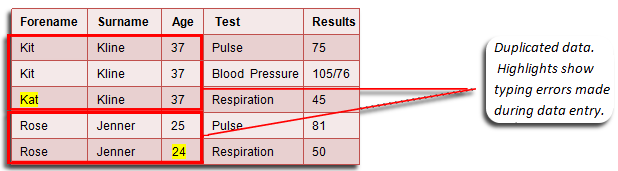 Forename Surname Age Test Results
Kit Kline 37 Pulse 75
Kit Kline 37 Blood Pressure 105/76
Kat Kline 37 Respiration 45
Rose Jenner 25 Pulse 81
Rose Jenner 24 Respiration 50
Duplicated data.
Highlights show
typing errors made
during data entry.